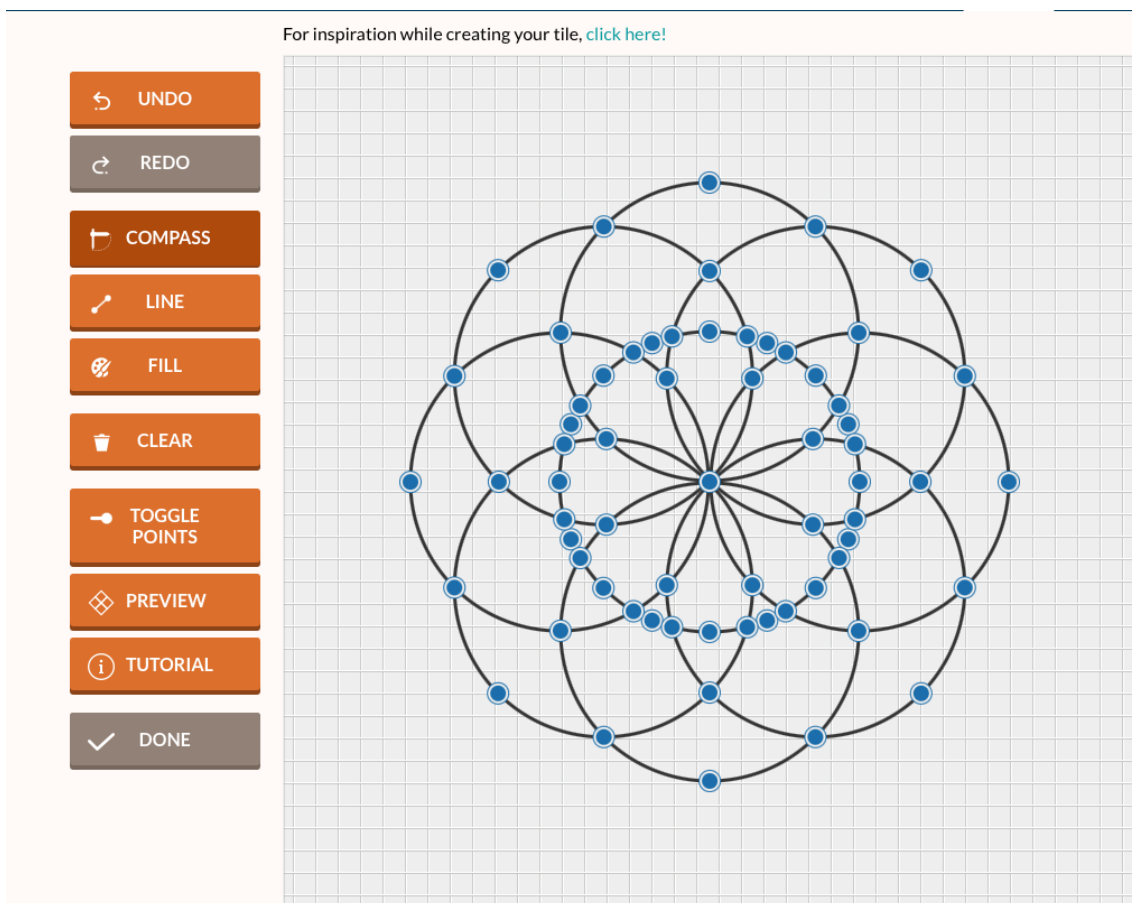 For inspiration while creating your tile, click here!
UNDO
REDO
COMPASS
LINE
FILL
CLEAR
TOGGLE
POINTS
PREVIEW
TUTORIAL
DONE